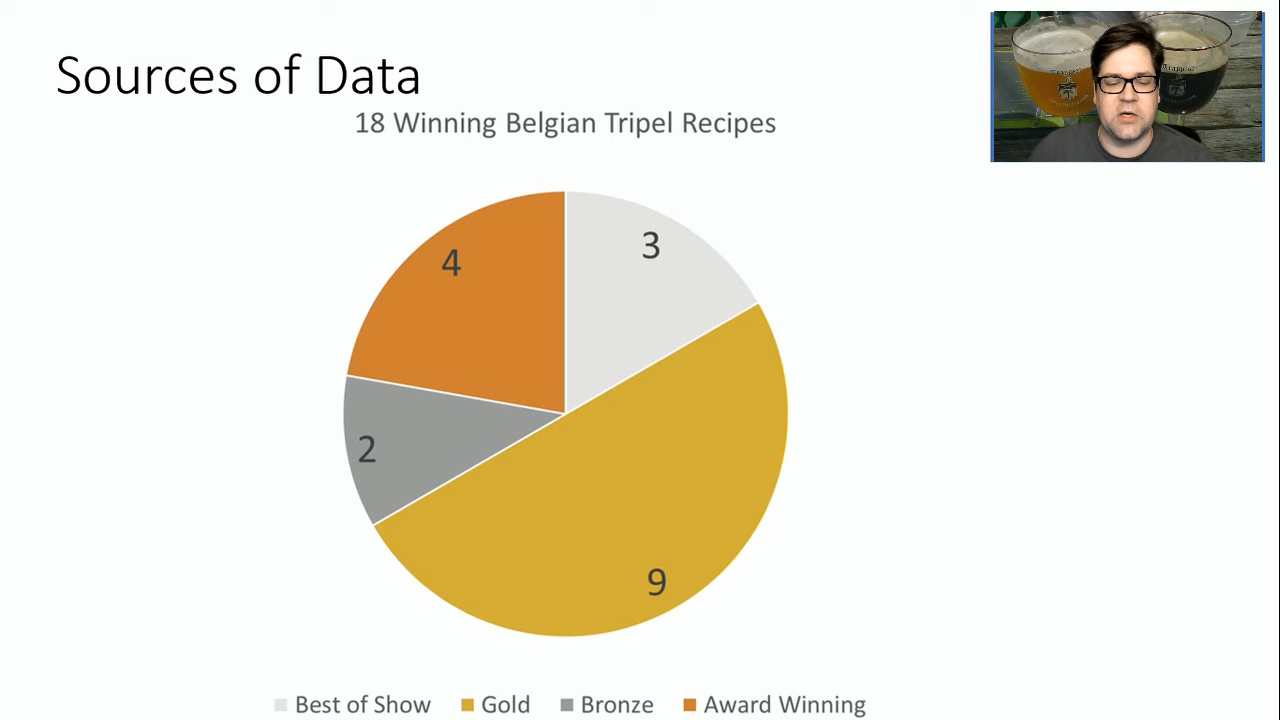 Sources of Data
18 Winning Belgian Tripel Recipes
3
4
2
9
Best of Show
Gold
Bronze
Award Winning